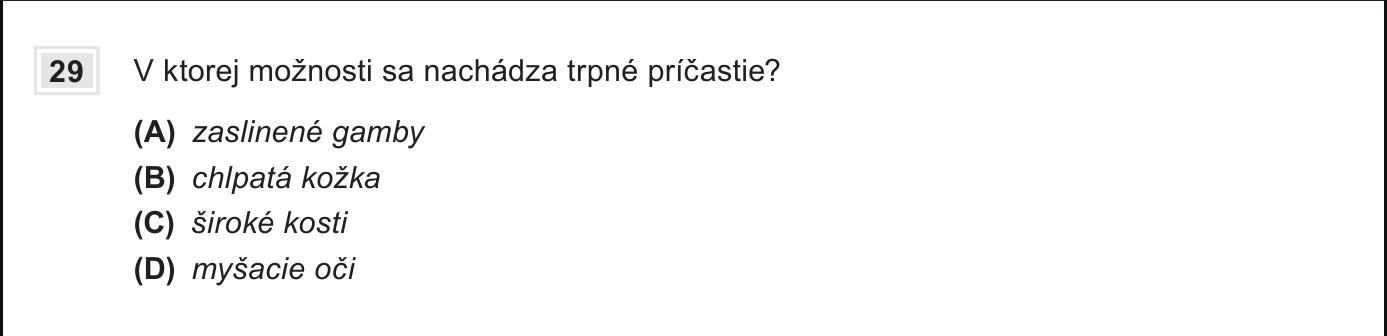 29 V ktorej možnosti sa nachádza trpné príčastie?
(A) zaslinené gamby
(B) chlpatá kožka
(C) široké kosti
(D) myšacie oči